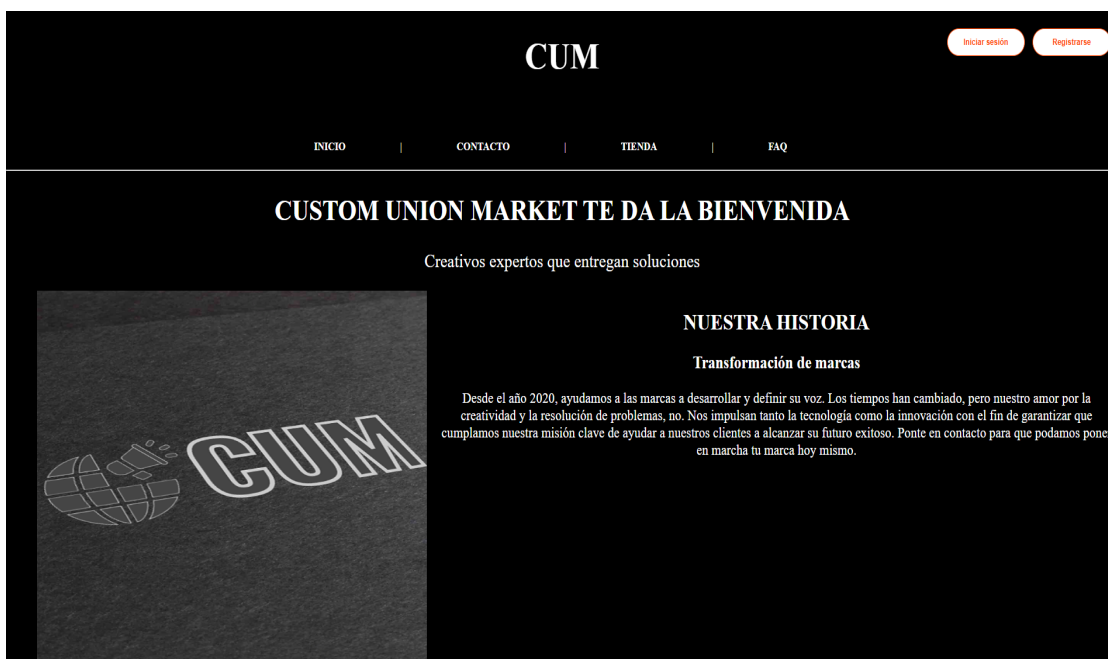 CUM
Iniciar sesión
Registrarse
INICIO | CONTACTO | TIENDA | FAQ
CUSTOM UNION MARKET TE DA LA BIENVENIDA
Creativos expertos que entregan soluciones
CUM
NUESTRA HISTORIA
Transformación de marcas
Desde el año 2020, ayudamos a las marcas a desarrollar y definir su voz. Los tiempos han cambiado, pero nuestro amor por la
creatividad y la resolución de problemas, no. Nos impulsan tanto la tecnología como la innovación con el fin de garantizar que
cumplamos nuestra misión clave de ayudar a nuestros clientes a alcanzar su futuro exitoso. Ponte en contacto para que podamos poner
en marcha tu marca hoy mismo.